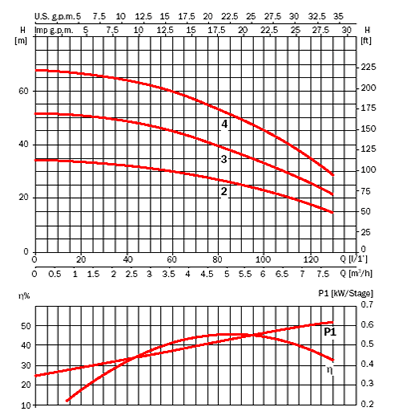 U.S. g.p.m. 5 7.5 10 12.5 15 17.5 20 22.5 25 27.5 30 32.5 35
H Imp g.p.m. 5 7.5 10 12.5 15 17.5 20 22.5 25 27.5 30 H
[m] [ft]
225
60 200
175
4
150
40 3 125
100
2
20 75
50
25
0 0
0 20 40 60 80 100 120 Q [l/1']
0 0.5 1 1.5 2 2.5 3 3.5 4 4.5 5 5.5 6 6.5 7 7.5 Q [m³/h]
η% P1 [kW/Stage]
0.7
50 P1 0.6
40 0.5
30 η 0.4
20 0.3
10 0.2